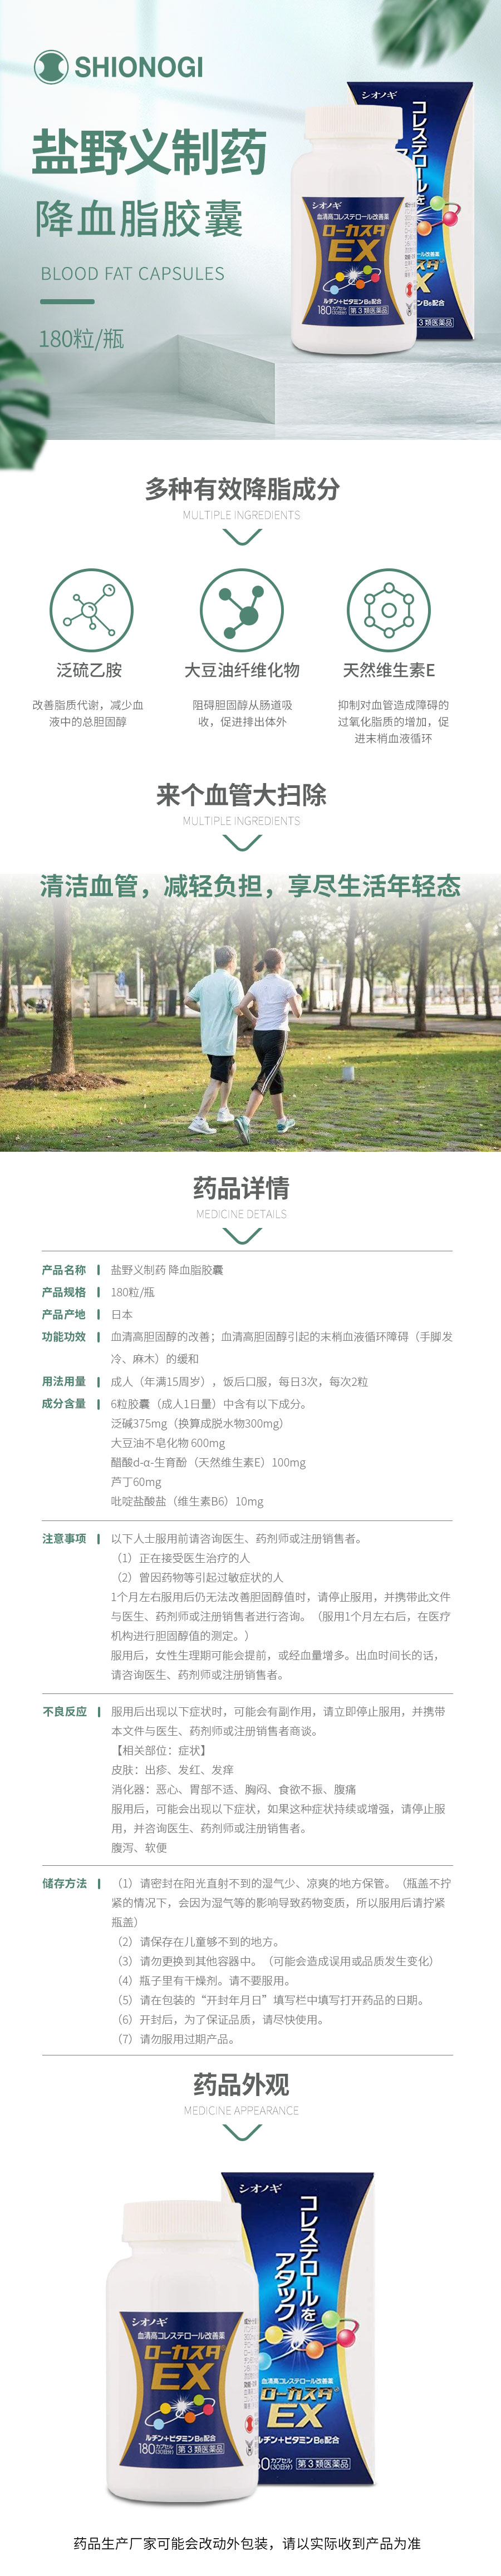 SHIONOGI
盐野义制药
降血脂胶囊
BLOOD FAT CAPSULES
180粒/瓶
シオノギ
コレステロールを
シオノギ
血清高コレステロール改善薬
ローカスタ
EX
ルチン+ビタミンB6配合
180カプセル(30日分) 第3類医薬品
多种有效降脂成分
MULTIPLE INGREDIENTS
泛硫乙胺
大豆油纤维化物
天然维生素E
改善脂质代谢，减少血
液中的总胆固醇
阻碍胆固醇从肠道吸
收，促进排出体外
抑制对血管造成障碍的
过氧化脂质的增加，促
进末梢血液循环
来个血管大扫除
MULTIPLE INGREDIENTS
清洁血管，减轻负担，享尽生活年轻态
药品详情
MEDICINE DETAILS
产品名称 盐野义制药 降血脂胶囊
产品规格 180粒/瓶
产品产地 日本
功能功效 血清高胆固醇的改善；血清高胆固醇引起的末梢血液循环障碍（手脚发
冷、麻木）的缓和
用法用量 成人（年满15周岁），饭后口服，每日3次，每次2粒
成分含量 6粒胶囊（成人1日量）中含有以下成分。
泛碱375mg（换算成脱水物300mg）
大豆油不皂化物 600mg
醋酸d-α-生育酚（天然维生素E）100mg
芦丁60mg
吡啶盐酸盐（维生素B6）10mg
注意事项 以下人士服用前请咨询医生、药剂师或注册销售者。
（1）正在接受医生治疗的人
（2）曾因药物等引起过敏症状的人
1个月左右服用后仍无法改善胆固醇值时，请停止服用，并携带此文件
与医生、药剂师或注册销售者进行咨询。（服用1个月左右后，在医疗
机构进行胆固醇值的测定。）
服用后，女性生理期可能会提前，或经血量增多。出血时间长的话，
请咨询医生、药剂师或注册销售者。
不良反应 服用后出现以下症状时，可能会有副作用，请立即停止服用，并携带
本文件与医生、药剂师或注册销售者商谈。
【相关部位：症状】
皮肤：出疹、发红、发痒
消化器：恶心、胃部不适、胸闷、食欲不振、腹痛
服用后，可能会出现以下症状，如果这种症状持续或增强，请停止服
用，并咨询医生、药剂师或注册销售者。
腹泻、软便
储存方法 （1）请密封在阳光直射不到的湿气少、凉爽的地方保管。（瓶盖不拧
紧的情况下，会因为湿气等的影响导致药物变质，所以服用后请拧紧
瓶盖）
（2）请保存在儿童够不到的地方。
（3）请勿更换到其他容器中。（可能会造成误用或品质发生变化）
（4）瓶子里有干燥剂。请不要服用。
（5）请在包装的“开封年月日”填写栏中填写打开药品的日期。
（6）开封后，为了保证品质，请尽快使用。
（7）请勿服用过期产品。
药品外观
MEDICINE APPEARANCE
シオノギ
コレステロールを
アタック
血清高コレステロール改善薬
ローカスタ
EX
ルチン+ビタミンB6配合
(30日分) 第3類医薬品
シオノギ
血清高コレステロール改善薬
ローカスタ
EX
ルチン+ビタミンB6配合
180カプセル(30日分) 第3類医薬品
药品生产厂家可能会改动外包装，请以实际收到产品为准